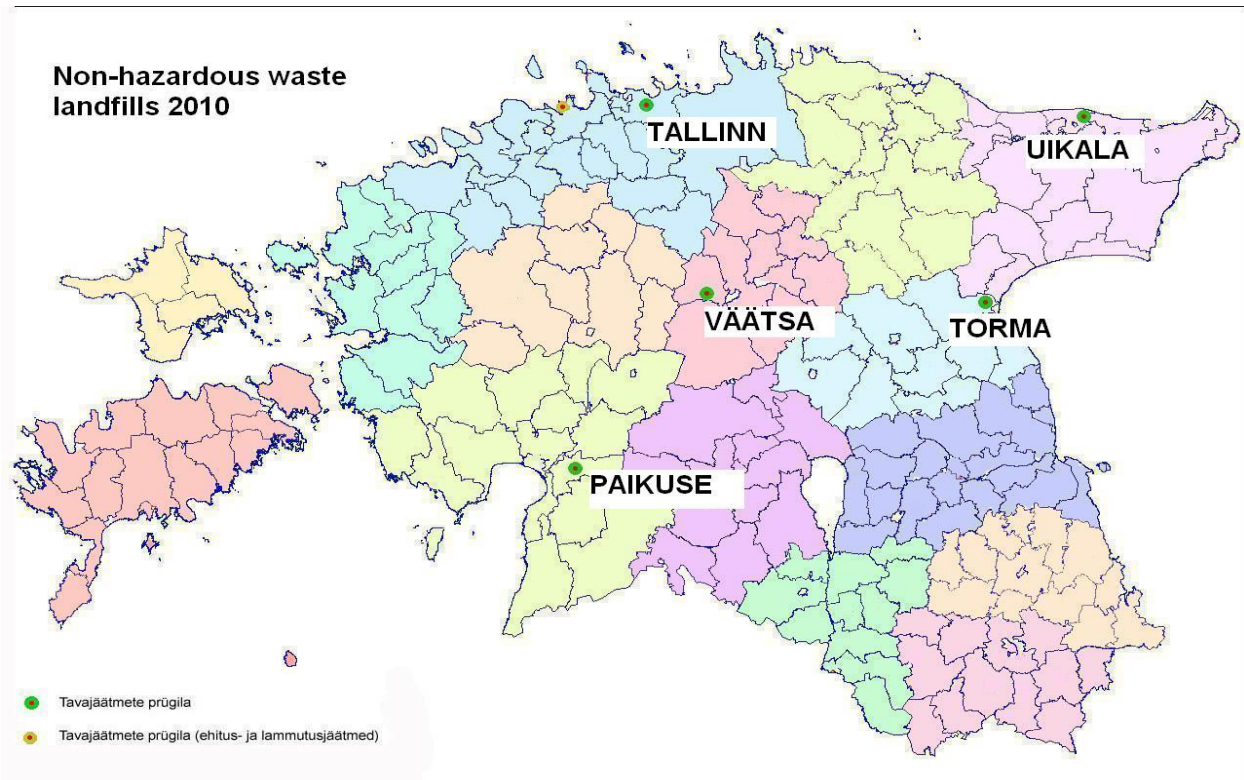 Non-hazardous waste
landfills 2010
TALLINN
UIKALA
VÄÄTSA
TORMA
PAIKUSE
Tavajäätmete prügila
Tavajäätmete prügila (ehitus- ja lammutusjäätmed)